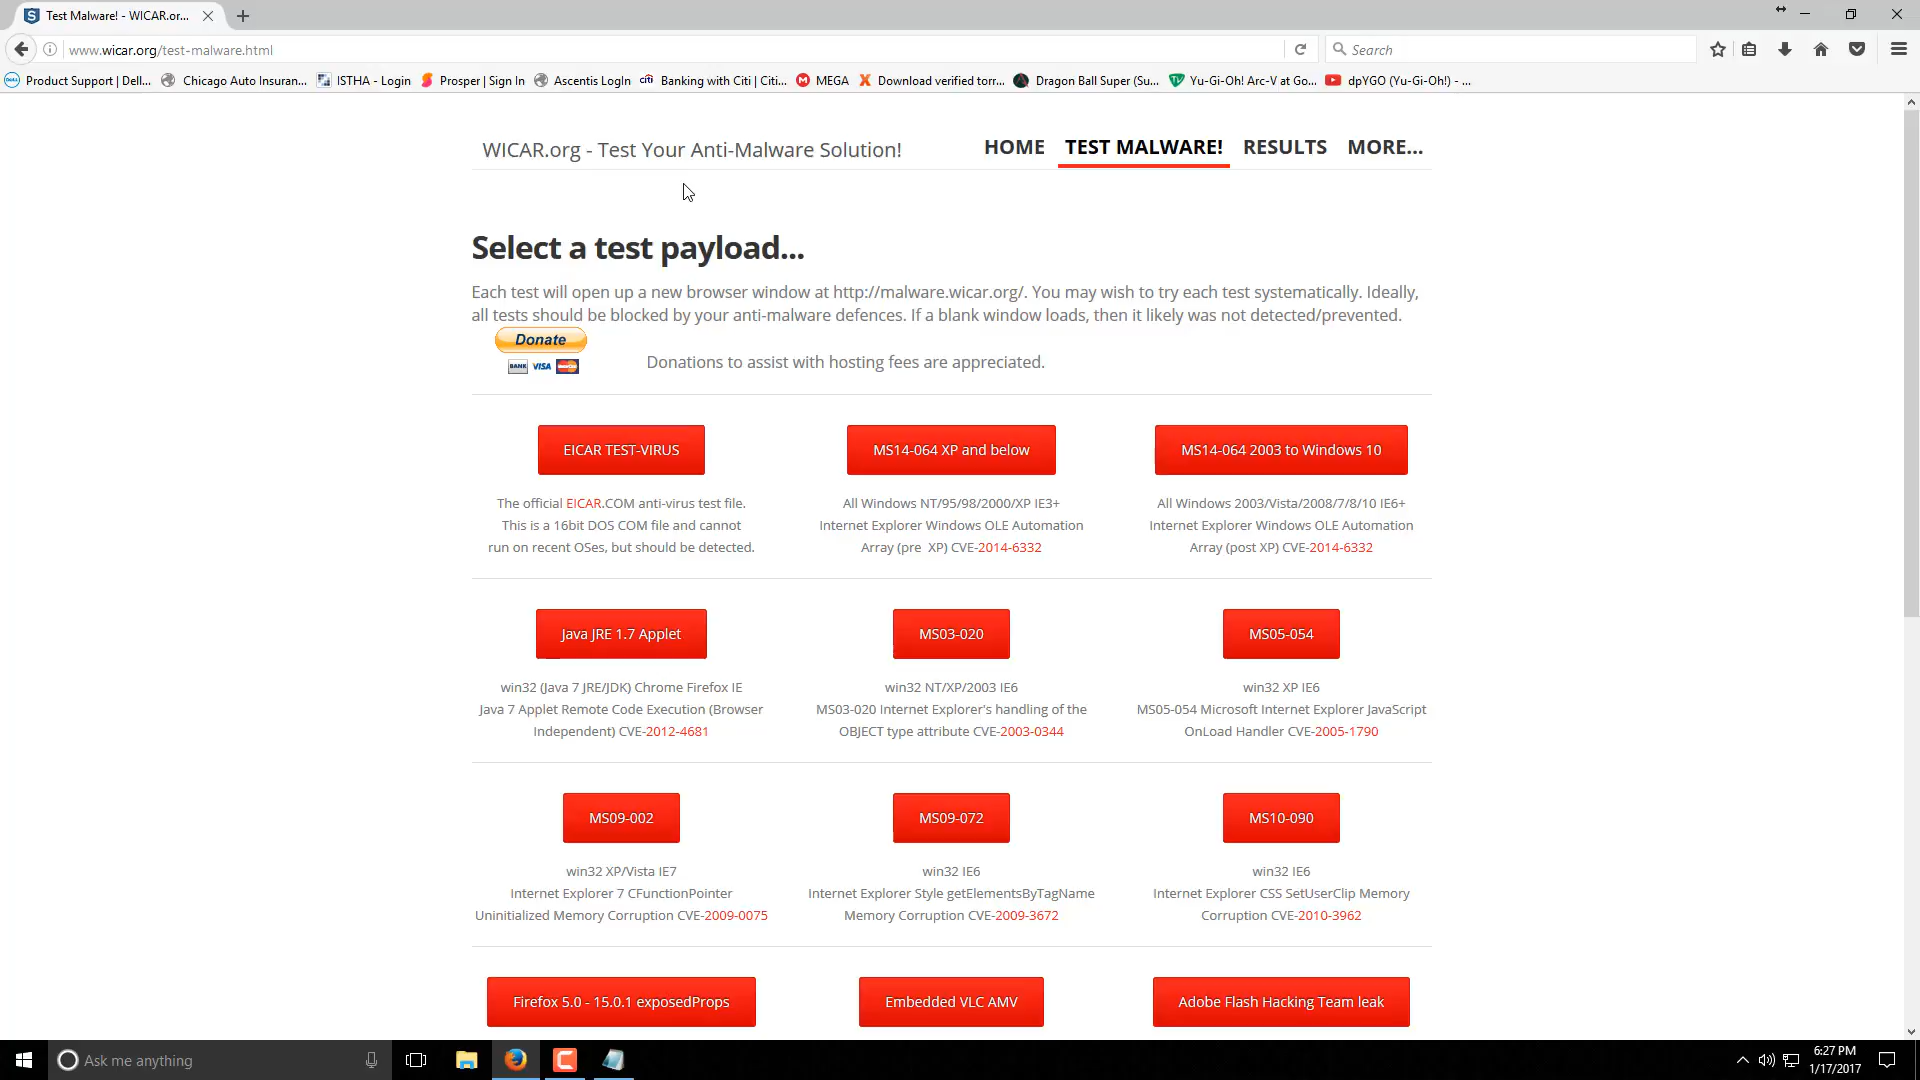 Test Malware! - WICAR.or...
www.wicar.org/test-malware.html
Search
Product Support | Dell...
Chicago Auto Insuran...
ISTHA - Login
Prosper | Sign In
Ascentis Login
Banking with Citi | Citi...
MEGA
Download verified torr...
Dragon Ball Super (Su...
Yu-Gi-Oh! Arc-V at Go...
dpYGO (Yu-Gi-Oh!) - ...
WICAR.org - Test Your Anti-Malware Solution!
HOME
TEST MALWARE!
RESULTS
MORE...
Select a test payload...
Each test will open up a new browser window at http://malware.wicar.org/. You may wish to try each test systematically. Ideally,
all tests should be blocked by your anti-malware defences. If a blank window loads, then it likely was not detected/prevented.
Donate
BANK VISA MasterCard
Donations to assist with hosting fees are appreciated.
EICAR TEST-VIRUS
The official EICAR.COM anti-virus test file.
This is a 16bit DOS COM file and cannot
run on recent OSes, but should be detected.
MS14-064 XP and below
All Windows NT/95/98/2000/XP IE3+
Internet Explorer Windows OLE Automation
Array (pre XP) CVE-2014-6332
MS14-064 2003 to Windows 10
All Windows 2003/Vista/2008/7/8/10 IE6+
Internet Explorer Windows OLE Automation
Array (post XP) CVE-2014-6332
Java JRE 1.7 Applet
win32 (Java 7 JRE/JDK) Chrome Firefox IE
Java 7 Applet Remote Code Execution (Browser
Independent) CVE-2012-4681
MS03-020
win32 NT/XP/2003 IE6
MS03-020 Internet Explorer's handling of the
OBJECT type attribute CVE-2003-0344
MS05-054
win32 XP IE6
MS05-054 Microsoft Internet Explorer JavaScript
OnLoad Handler CVE-2005-1790
MS09-002
win32 XP/Vista IE7
Internet Explorer 7 CFunctionPointer
Uninitialized Memory Corruption CVE-2009-0075
MS09-072
win32 IE6
Internet Explorer Style getElementsByTagName
Memory Corruption CVE-2009-3672
MS10-090
win32 IE6
Internet Explorer CSS SetUserClip Memory
Corruption CVE-2010-3962
Firefox 5.0 - 15.0.1 exposedProps
Embedded VLC AMV
Adobe Flash Hacking Team leak
Ask me anything
6:27 PM
1/17/2017